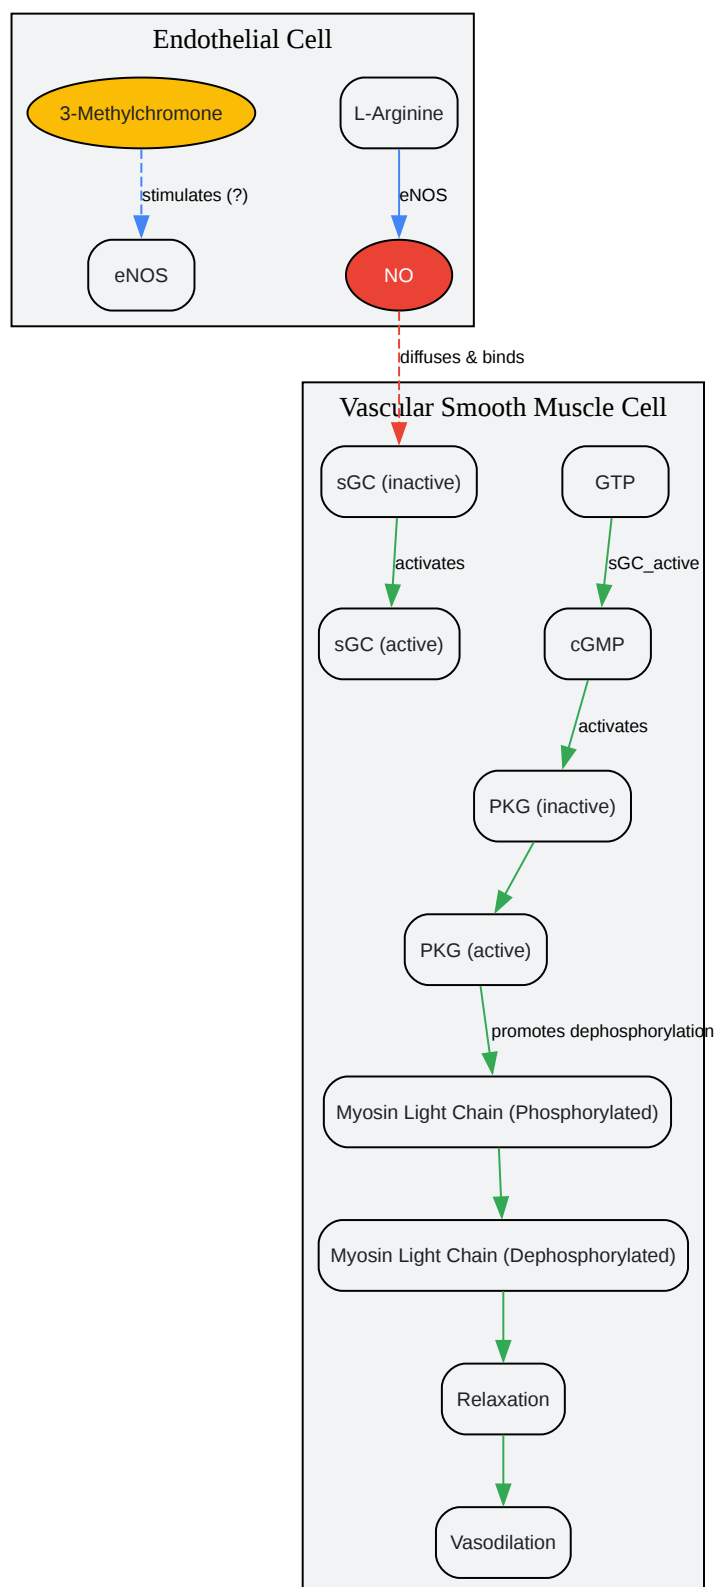 Endothelial Cell
3-Methylchromone
L-Arginine
stimulates (?)
eNOS
eNOS
NO
diffuses & binds
Vascular Smooth Muscle Cell
sGC (inactive)
GTP
activates
sGC_active
sGC (active)
cGMP
activates
PKG (inactive)
PKG (active)
promotes dephosphorylation
Myosin Light Chain (Phosphorylated)
Myosin Light Chain (Dephosphorylated)
Relaxation
Vasodilation